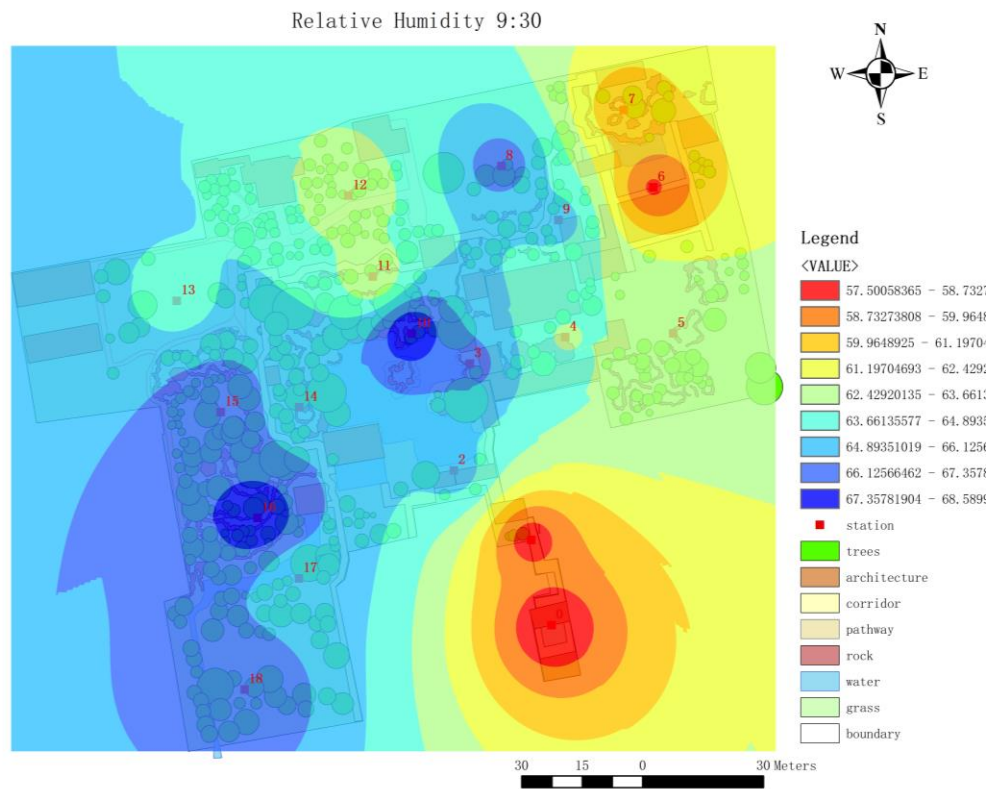 Relative Humidity 9:30
N
W E
S
7
8
6
12
9
11
13
10
4
5
3
15
14
2
16
17
0
18
Legend
<VALUE>
57.50058365 - 58.7327
58.73273808 - 59.9648
59.9648925 - 61.19704
61.19704693 - 62.4292
62.42920135 - 63.6613
63.66135577 - 64.8935
64.89351019 - 66.1256
66.12566462 - 67.3578
67.35781904 - 68.5899
station
trees
architecture
corridor
pathway
rock
water
grass
boundary
30 15 0 30 Meters